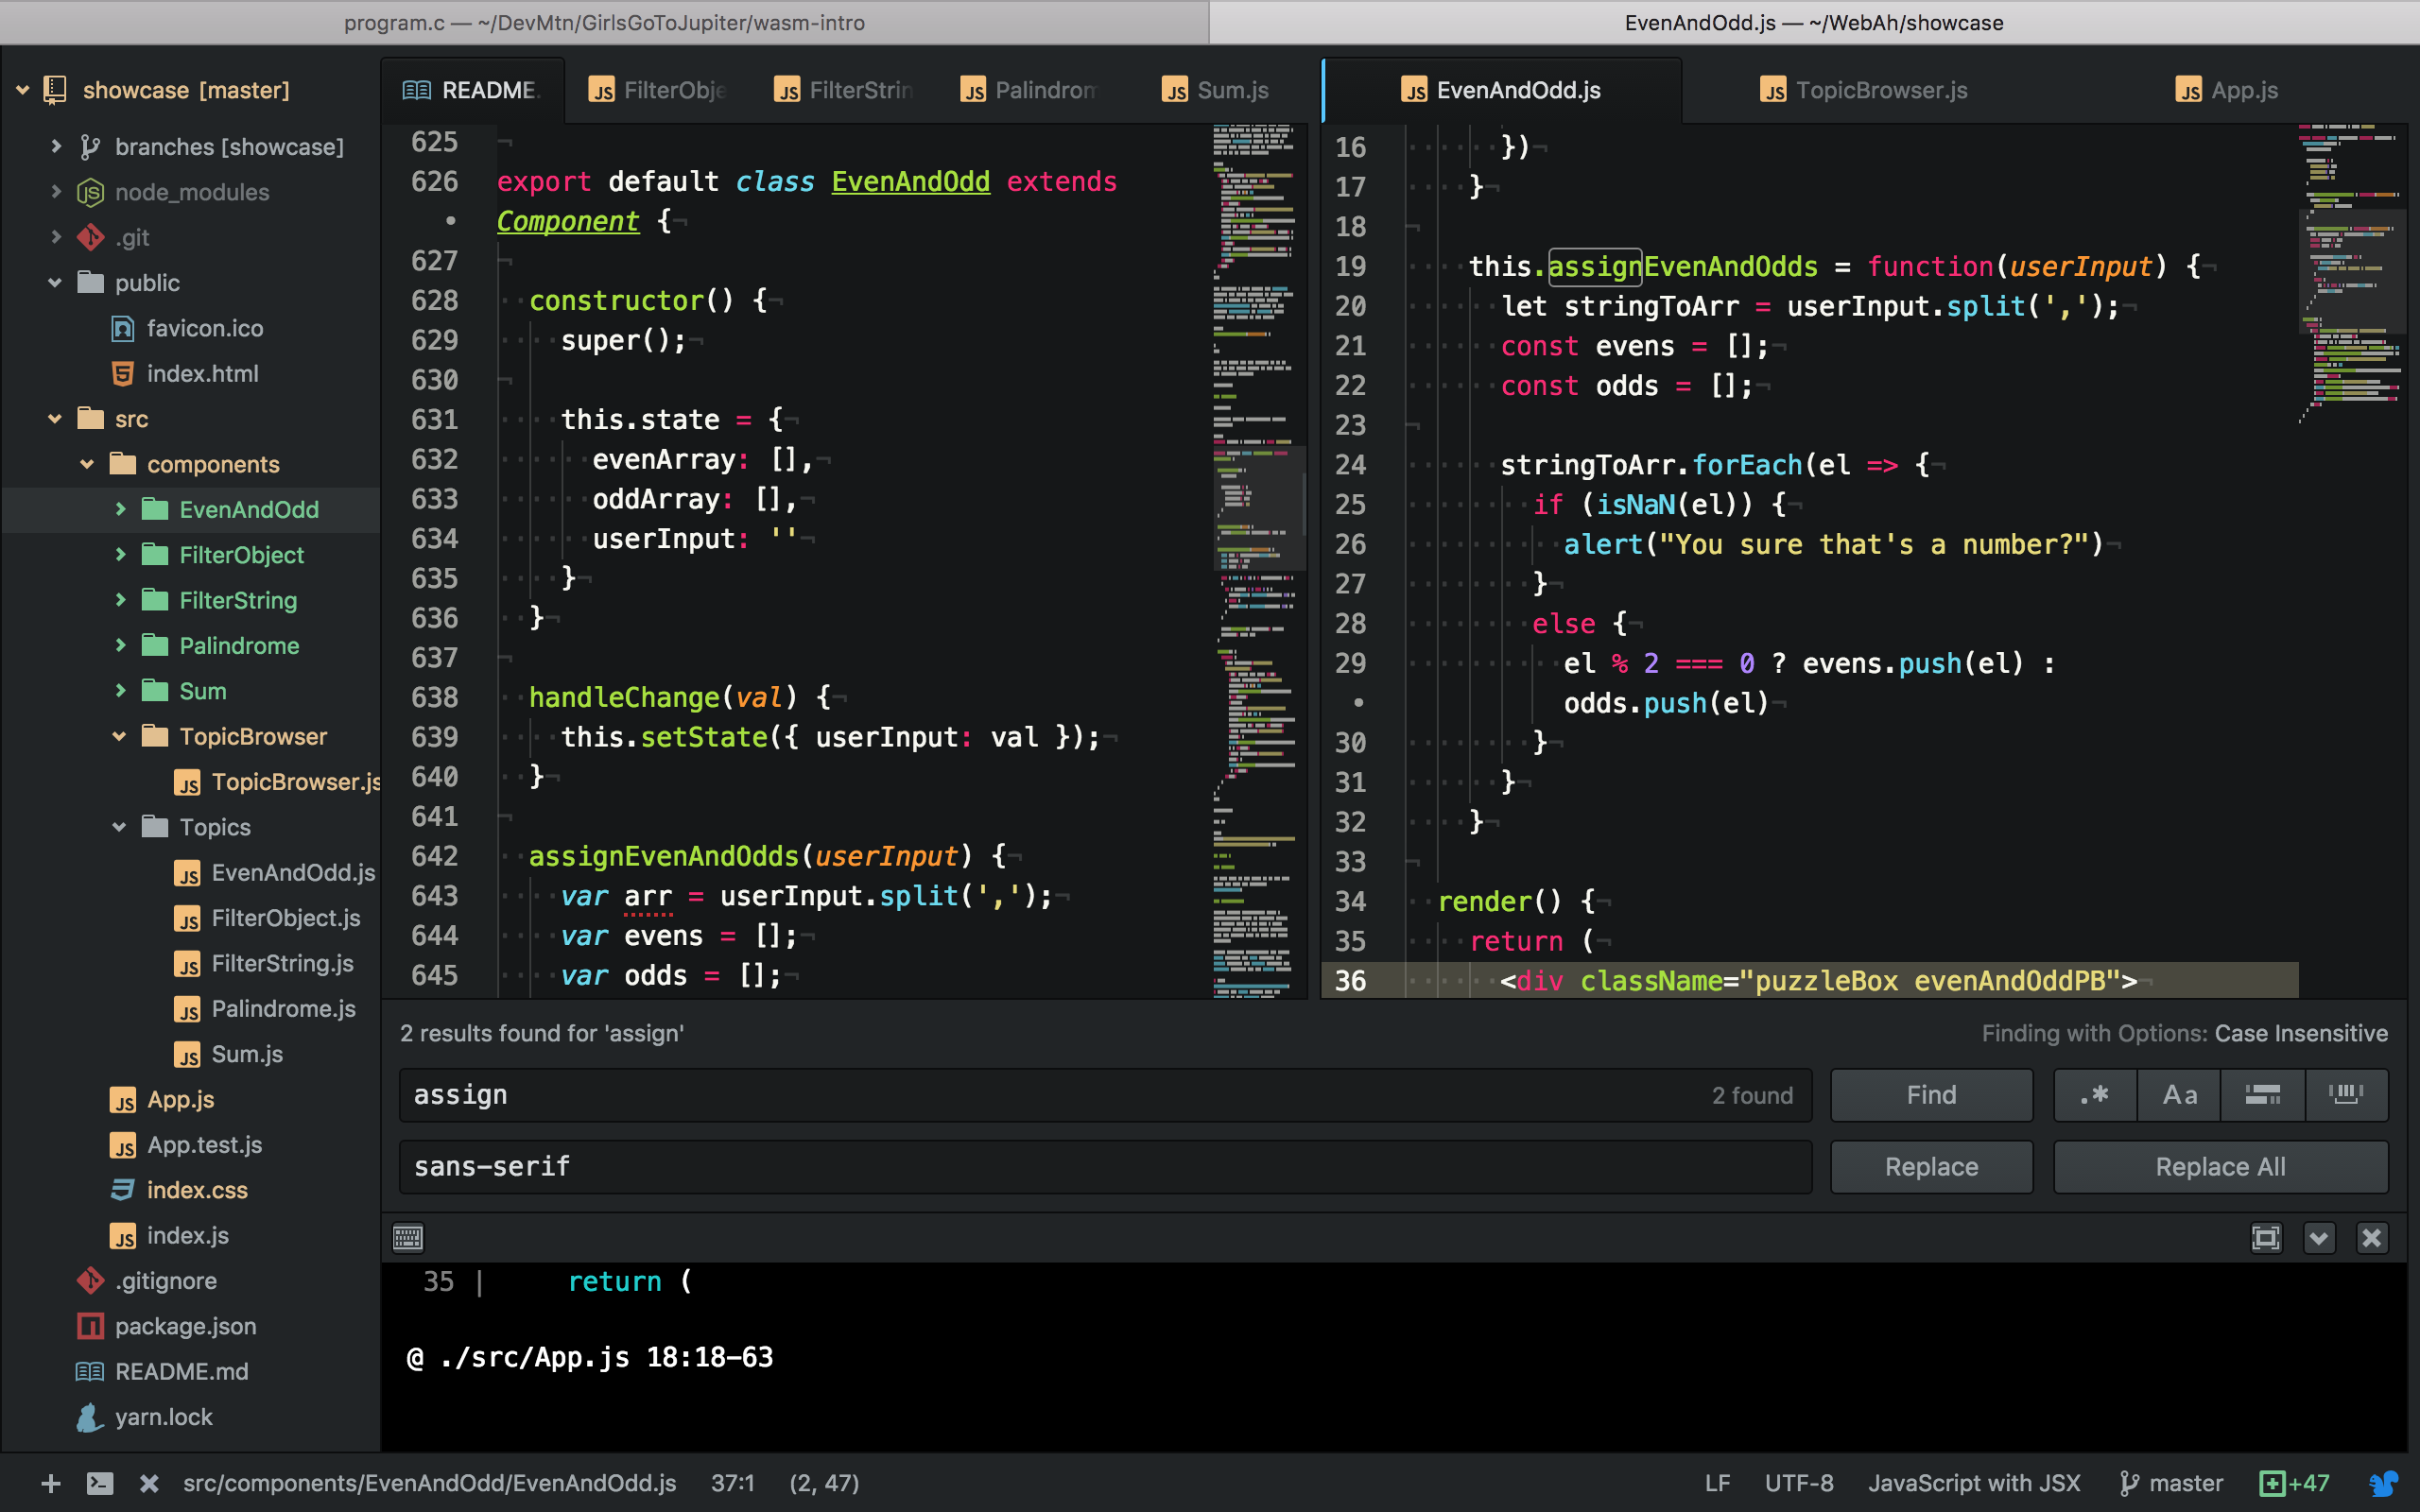 program.c — ~/DevMtn/GirlsGoToJupiter/wasm-intro
EvenAndOdd.js — ~/WebAh/showcase
showcase [master]
branches [showcase]
node_modules
.git
public
favicon.ico
index.html
src
components
EvenAndOdd
FilterObject
FilterString
Palindrome
Sum
TopicBrowser
TopicBrowser.js
Topics
EvenAndOdd.js
FilterObject.js
FilterString.js
Palindrome.js
Sum.js
App.js
App.test.js
index.css
index.js
.gitignore
package.json
README.md
yarn.lock
README. FilterObje FilterStrin Palindrom Sum.js
625
626 export default class EvenAndOdd extends
• Component {
627
628 constructor() {
629 super();
630
631 this.state = {
632 evenArray: [],
633 oddArray: [],
634 userInput: ''
635 }
636 }
637
638 handleChange(val) {
639 this.setState({ userInput: val });
640 }
641
642 assignEvenAndOdds(userInput) {
643 var arr = userInput.split(',');
644 var evens = [];
645 var odds = [];
EvenAndOdd.js TopicBrowser.js App.js
16 })
17 }
18
19 this.assignEvenAndOdds = function(userInput) {
20 let stringToArr = userInput.split(',');
21 const evens = [];
22 const odds = [];
23
24 stringToArr.forEach(el => {
25 if (isNaN(el)) {
26 alert("You sure that's a number?")
27 }
28 else {
29 el % 2 === 0 ? evens.push(el) :
• odds.push(el)
30 }
31 }
32 }
33
34 render() {
35 return (
36 <div className="puzzleBox evenAndOddPB">
2 results found for 'assign'
Finding with Options: Case Insensitive
assign 2 found Find .* Aa
sans-serif Replace Replace All
35 | return (
@ ./src/App.js 18:18-63
src/components/EvenAndOdd/EvenAndOdd.js 37:1 (2, 47) LF UTF-8 JavaScript with JSX master +47